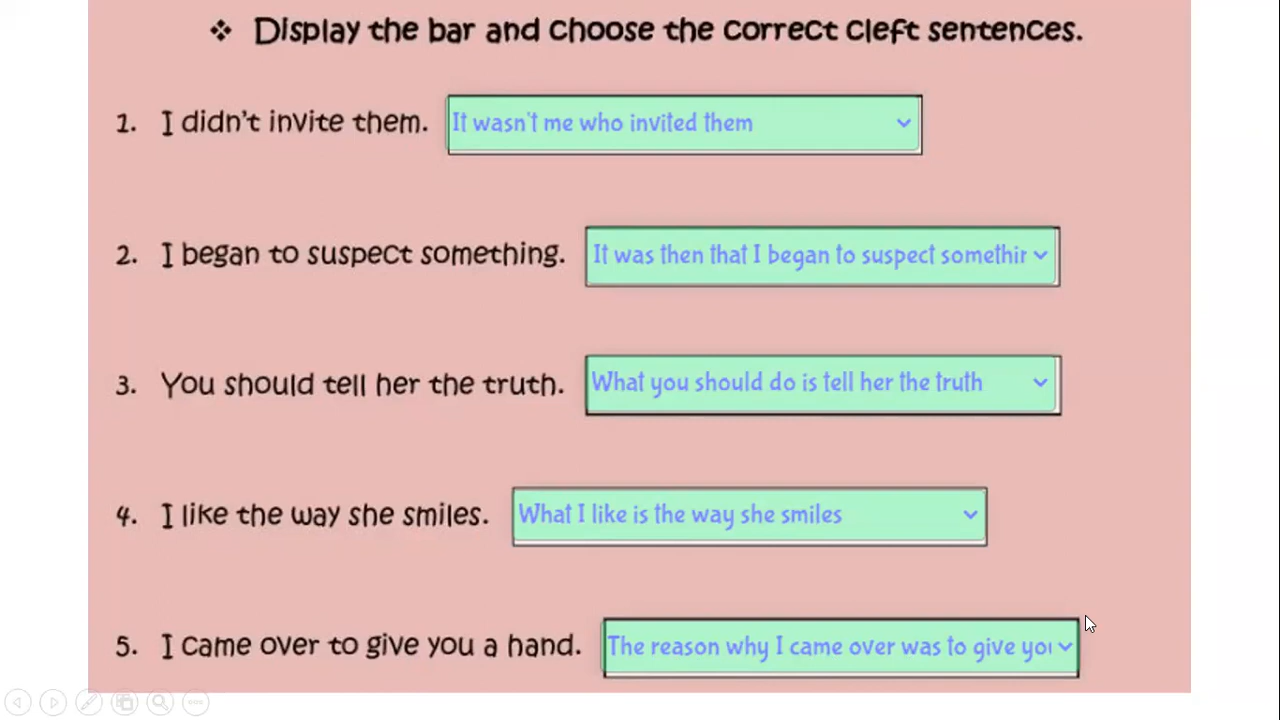 ❖ Display the bar and choose the correct cleft sentences.
1. I didn't invite them. It wasn't me who invited them
2. I began to suspect something. It was then that I began to suspect somethin
3. You should tell her the truth. What you should do is tell her the truth
4. I like the way she smiles. What I like is the way she smiles
5. I came over to give you a hand. The reason why I came over was to give you